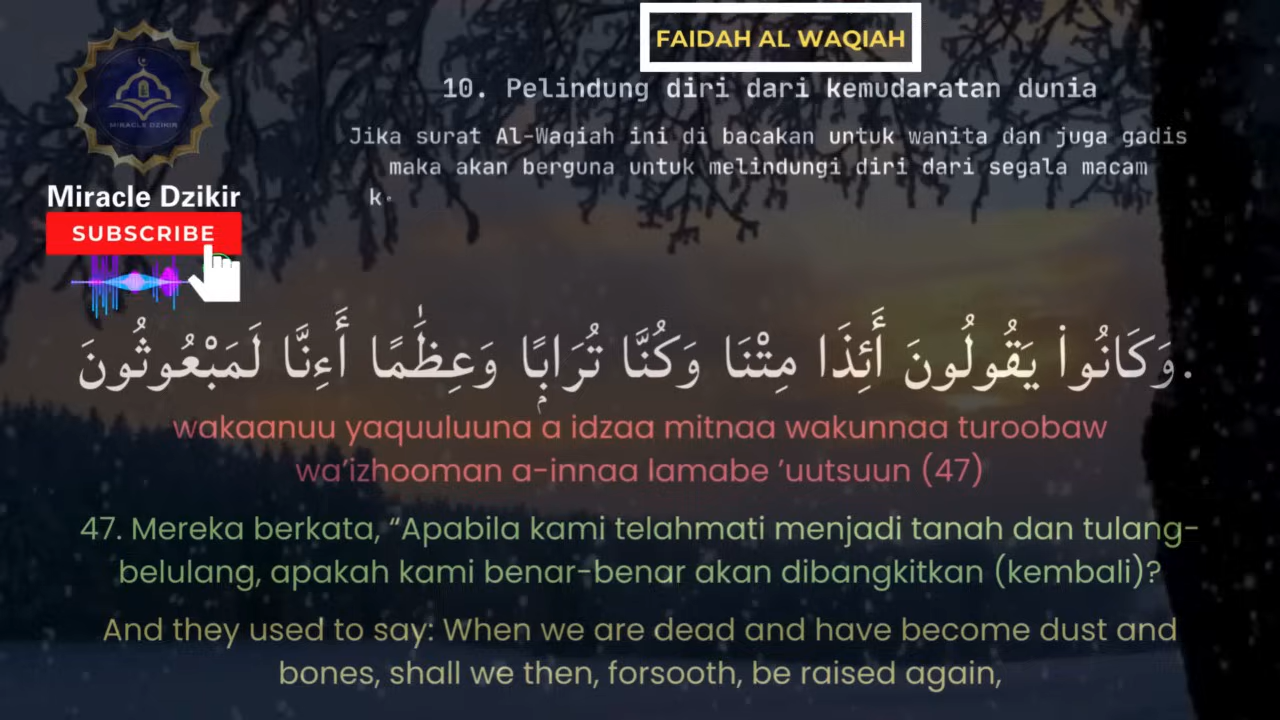 FAIDAH AL WAQIAH
10. Pelindung diri dari kemudaratan dunia
Jika surat Al-Waqiah ini di bacakan untuk wanita dan juga gadis
maka akan berguna untuk melindungi diri dari segala macam
k
MIRACLE DZIKIR
Miracle Dzikir
SUBSCRIBE
وَكَانُوا۟ يَقُولُونَ أَئِذَا مِتْنَا وَكُنَّا تُرَابًۭا وَعِظَٰمًا أَءِنَّا لَمَبْعُوثُونَ.
wakaanuu yaquuluuna a idzaa mitnaa wakunnaa turoobaw
wa’izhooman a-innaa lamabe ’uutsuun (47)
47. Mereka berkata, “Apabila kami telahmati menjadi tanah dan tulang-
belulang, apakah kami benar-benar akan dibangkitkan (kembali)?
And they used to say: When we are dead and have become dust and
bones, shall we then, forsooth, be raised again,